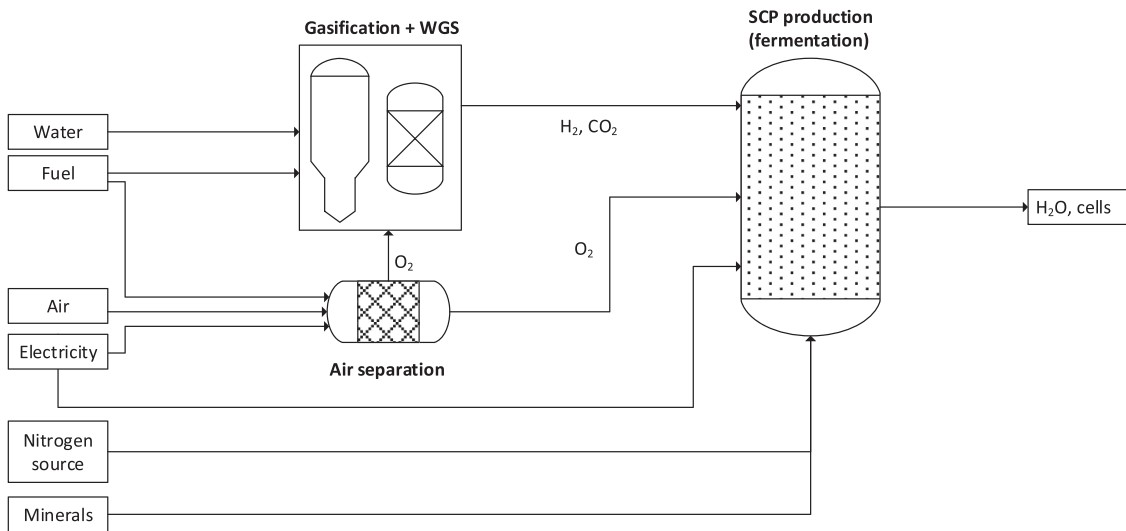 Gasification + WGS
SCP production
(fermentation)
Water
Fuel
H₂, CO₂
H₂O, cells
O₂
O₂
Air
Electricity
Air separation
Nitrogen
source
Minerals